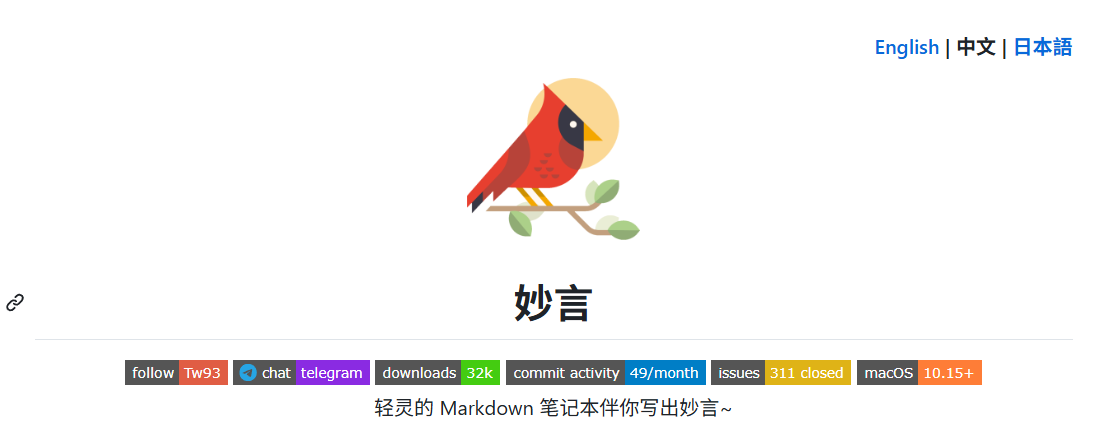 English | 中文 | 日本語
妙言
follow Tw93 chat telegram downloads 32k commit activity 49/month issues 311 closed macOS 10.15+
轻灵的 Markdown 笔记本伴你写出妙言~